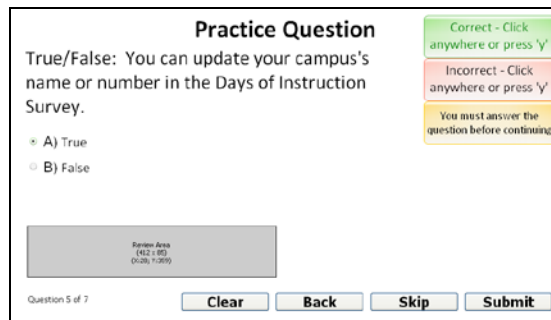 Practice Question
True/False: You can update your campus's
name or number in the Days of Instruction
Survey.
A) True
B) False
Correct - Click
anywhere or press 'y'
Incorrect - Click
anywhere or press 'y'
You must answer the
question before continuing
Review Area
Question 5 of 7
Clear
Back
Skip
Submit